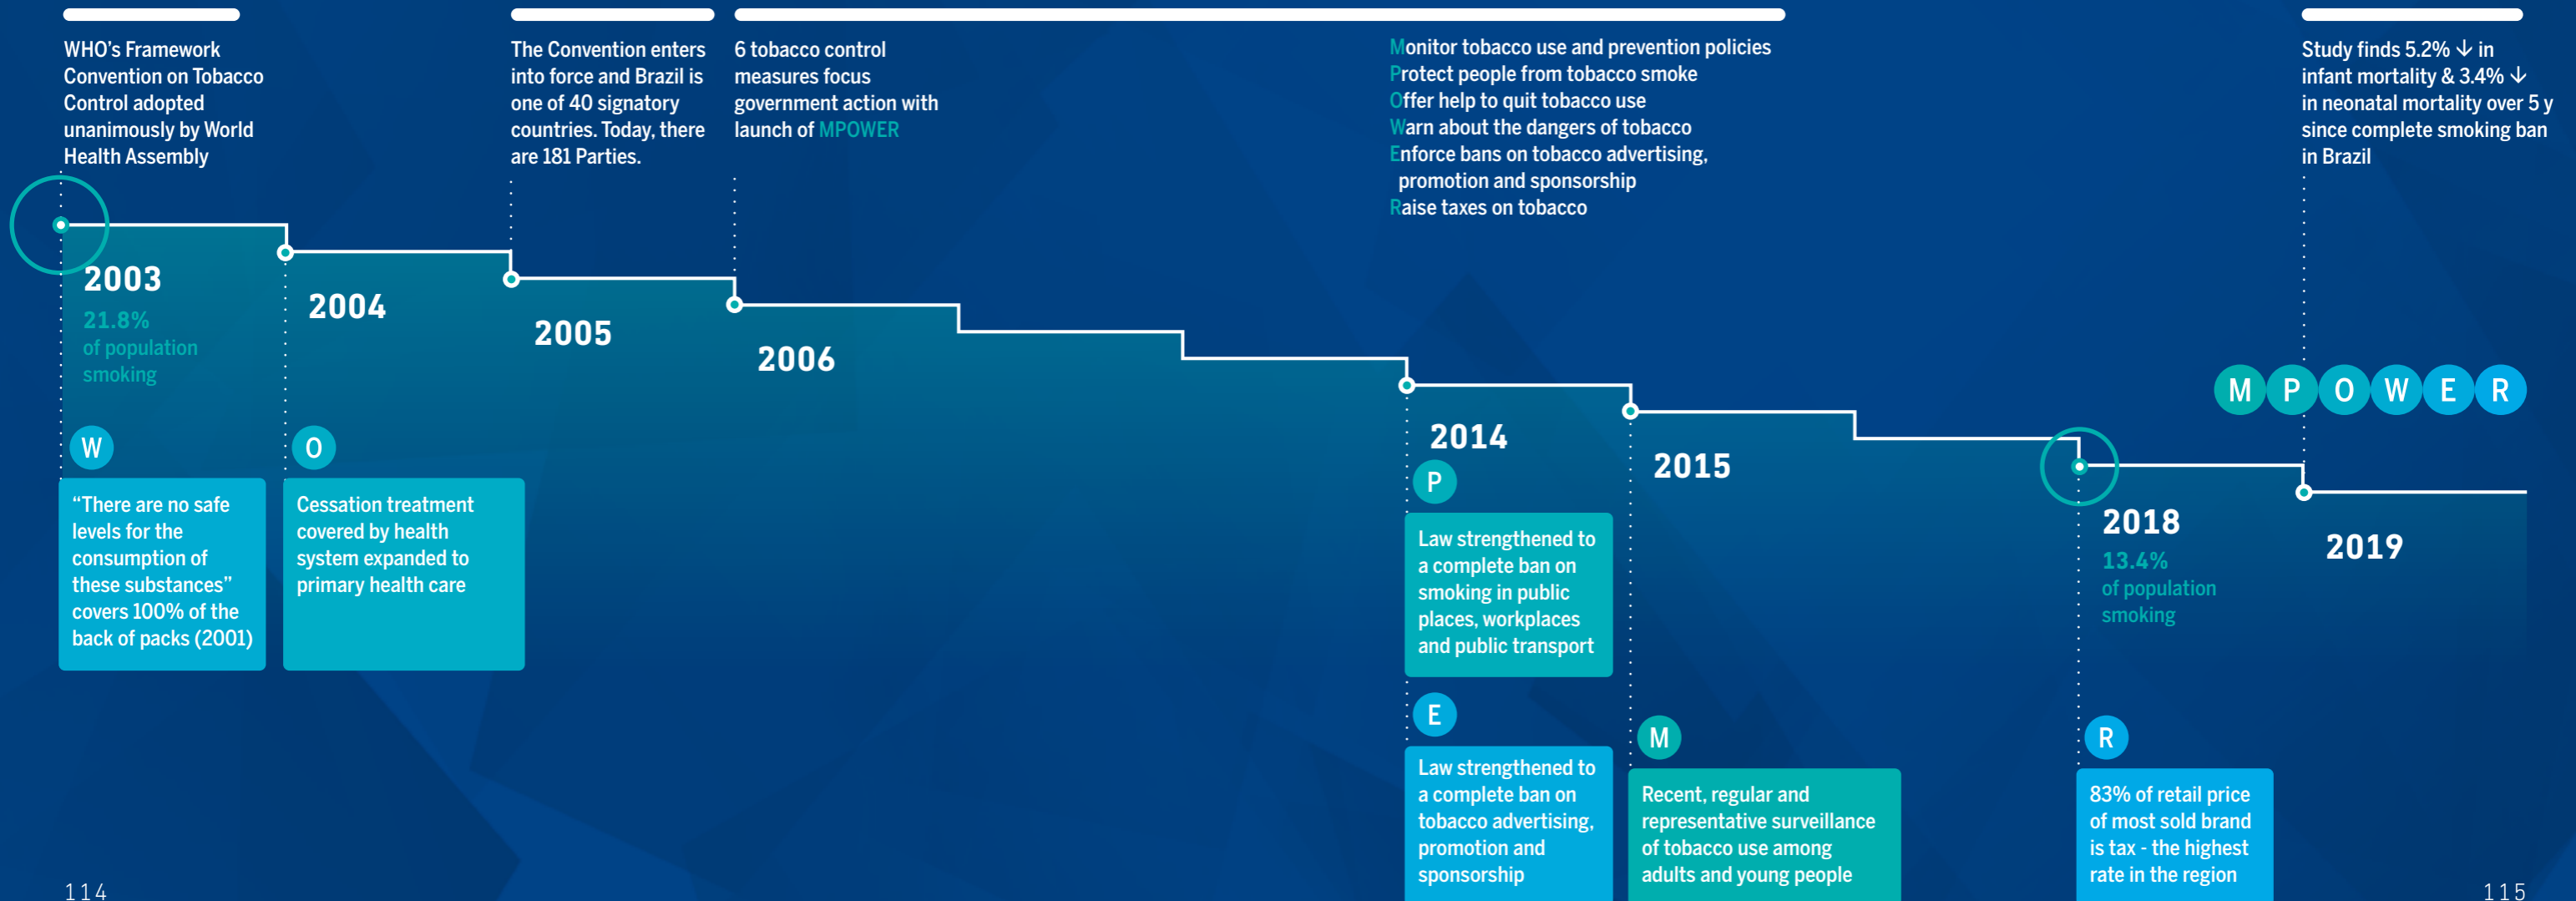 WHO's Framework
Convention on Tobacco
Control adopted
unanimously by World
Health Assembly
The Convention enters
into force and Brazil is
one of 40 signatory
countries. Today, there
are 181 Parties.
6 tobacco control
measures focus
government action with
launch of MPOWER
Monitor tobacco use and prevention policies
Protect people from tobacco smoke
Offer help to quit tobacco use
Warn about the dangers of tobacco
Enforce bans on tobacco advertising,
promotion and sponsorship
Raise taxes on tobacco
Study finds 5.2% ↓ in
infant mortality & 3.4% ↓
in neonatal mortality over 5 y
since complete smoking ban
in Brazil
2003
21.8%
of population
smoking
W
“There are no safe
levels for the
consumption of
these substances”
covers 100% of the
back of packs (2001)
2004
O
Cessation treatment
covered by health
system expanded to
primary health care
2005
2006
2014
P
Law strengthened to
a complete ban on
smoking in public
places, workplaces
and public transport
E
Law strengthened to
a complete ban on
tobacco advertising,
promotion and
sponsorship
2015
M
Recent, regular and
representative surveillance
of tobacco use among
adults and young people
2018
13.4%
of population
smoking
R
83% of retail price
of most sold brand
is tax - the highest
rate in the region
M P O W E R
2019
114
115